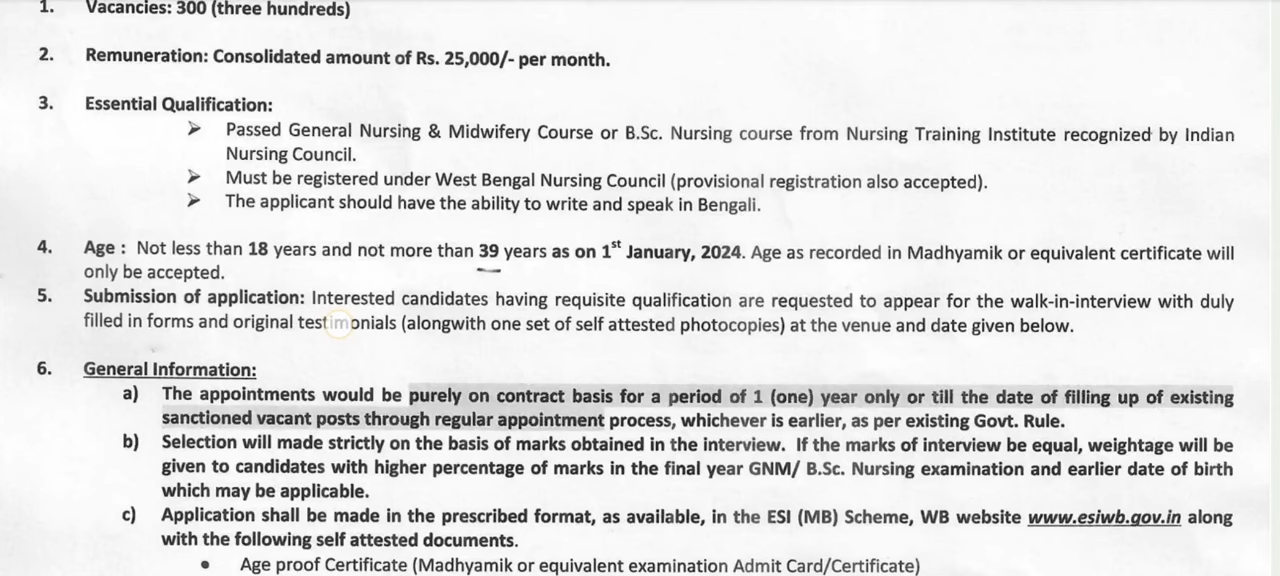 1. Vacancies: 300 (three hundreds)
2. Remuneration: Consolidated amount of Rs. 25,000/- per month.
3. Essential Qualification:
➢ Passed General Nursing & Midwifery Course or B.Sc. Nursing course from Nursing Training Institute recognized by Indian
Nursing Council.
➢ Must be registered under West Bengal Nursing Council (provisional registration also accepted).
➢ The applicant should have the ability to write and speak in Bengali.
4. Age : Not less than 18 years and not more than 39 years as on 1st January, 2024. Age as recorded in Madhyamik or equivalent certificate will
only be accepted.
5. Submission of application: Interested candidates having requisite qualification are requested to appear for the walk-in-interview with duly
filled in forms and original testimonials (alongwith one set of self attested photocopies) at the venue and date given below.
6. General Information:
a) The appointments would be purely on contract basis for a period of 1 (one) year only or till the date of filling up of existing
sanctioned vacant posts through regular appointment process, whichever is earlier, as per existing Govt. Rule.
b) Selection will made strictly on the basis of marks obtained in the interview. If the marks of interview be equal, weightage will be
given to candidates with higher percentage of marks in the final year GNM/ B.Sc. Nursing examination and earlier date of birth
which may be applicable.
c) Application shall be made in the prescribed format, as available, in the ESI (MB) Scheme, WB website www.esiwb.gov.in along
with the following self attested documents.
• Age proof Certificate (Madhyamik or equivalent examination Admit Card/Certificate)